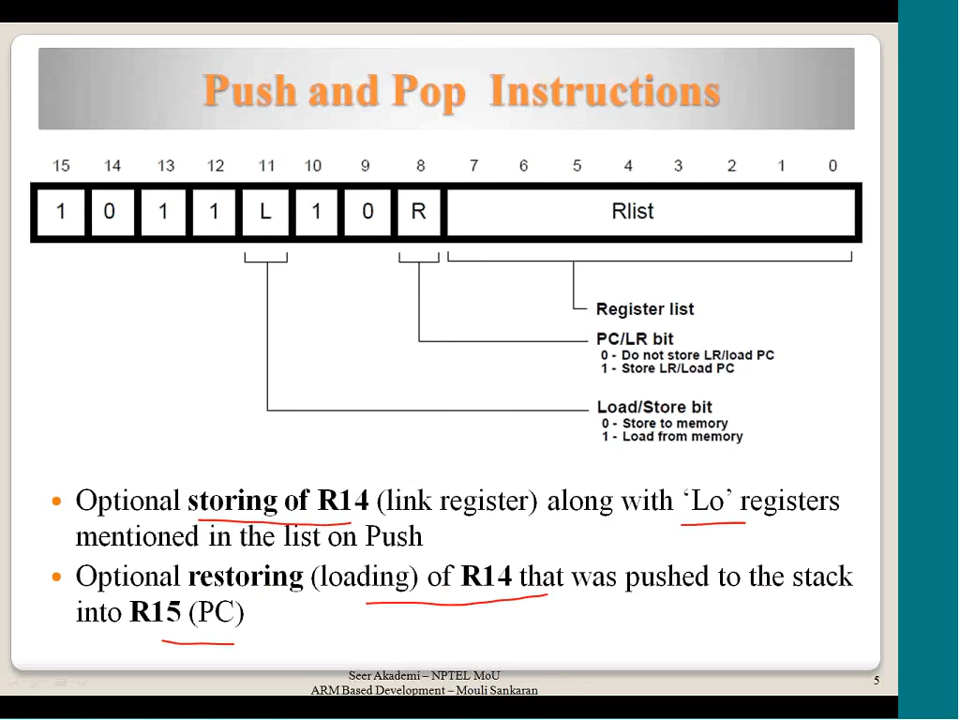 Push and Pop Instructions
15 14 13 12 11 10 9 8 7 6 5 4 3 2 1 0
1 0 1 1 L 1 0 R Rlist
Register list
PC/LR bit
0 - Do not store LR/load PC
1 - Store LR/Load PC
Load/Store bit
0 - Store to memory
1 - Load from memory
• Optional storing of R14 (link register) along with ‘Lo’ registers
mentioned in the list on Push
• Optional restoring (loading) of R14 that was pushed to the stack
into R15 (PC)
Seer Akademi – NPTEL MoU
ARM Based Development – Mouli Sankaran
5